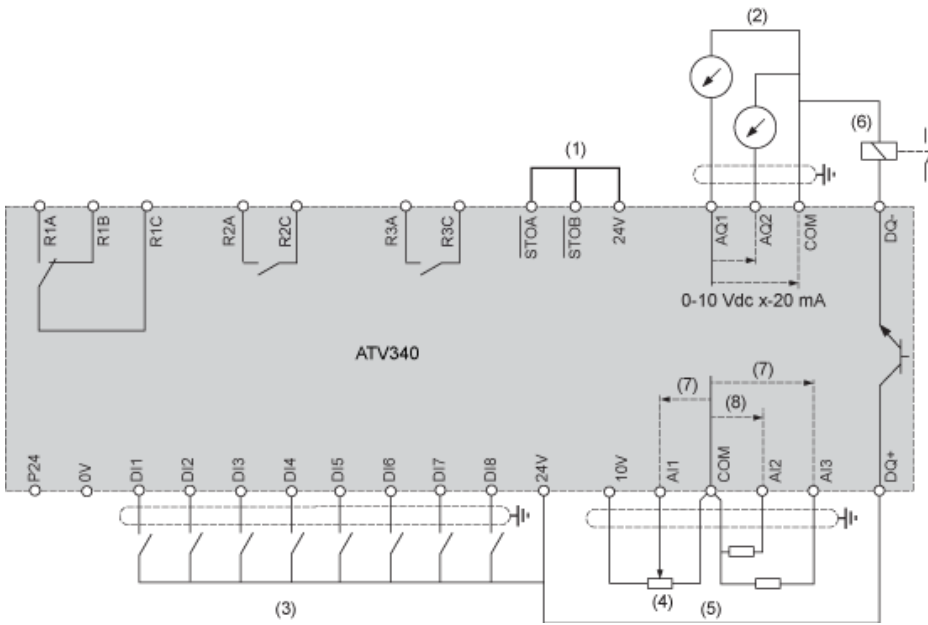 (2)
(6)
(1)
R1A
R1B
R1C
R2A
R2C
R3A
R3C
STOA
STOB
24V
AQ1
AQ2
COM
DQ-
0-10 Vdc x-20 mA
ATV340
(7)
(7)
(8)
P24
0V
DI1
DI2
DI3
DI4
DI5
DI6
DI7
DI8
24V
10V
AI1
COM
AI2
AI3
DQ+
(3)
(4)
(5)